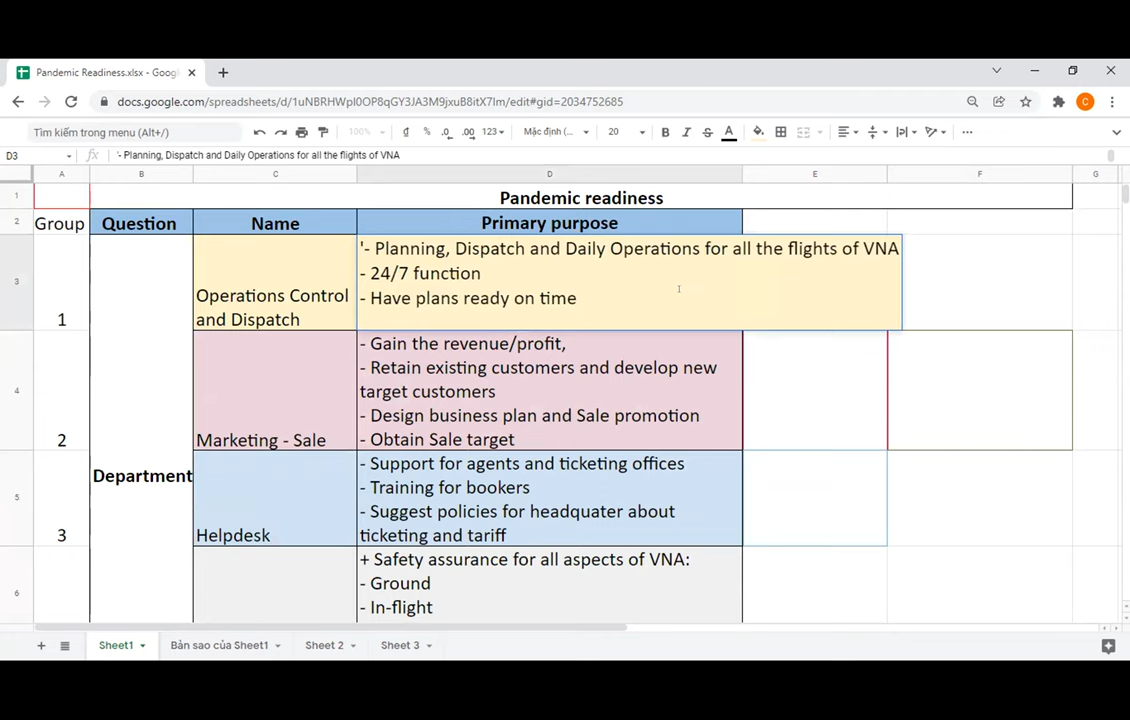 Pandemic Readiness.xlsx - Goog
docs.google.com/spreadsheets/d/1uNBRHWpI0OP8qGY3JA3M9jxuB8itX7Im/edit#gid=2034752685
Tìm kiếm trong menu (Alt+/)
100%
₫
%
.0
.00
123
Mặc định (...
20
B
I
S
A
D3
fx
'- Planning, Dispatch and Daily Operations for all the flights of VNA
A
B
C
D
E
F
G
1
Pandemic readiness
2
Group
Question
Name
Primary purpose
3
1
Operations Control
and Dispatch
'- Planning, Dispatch and Daily Operations for all the flights of VNA
- 24/7 function
- Have plans ready on time
4
2
Marketing - Sale
- Gain the revenue/profit,
- Retain existing customers and develop new
target customers
- Design business plan and Sale promotion
- Obtain Sale target
Department
5
3
Helpdesk
- Support for agents and ticketing offices
- Training for bookers
- Suggest policies for headquater about
ticketing and tariff
6
+ Safety assurance for all aspects of VNA:
- Ground
- In-flight
Sheet1
Bản sao của Sheet1
Sheet 2
Sheet 3
C